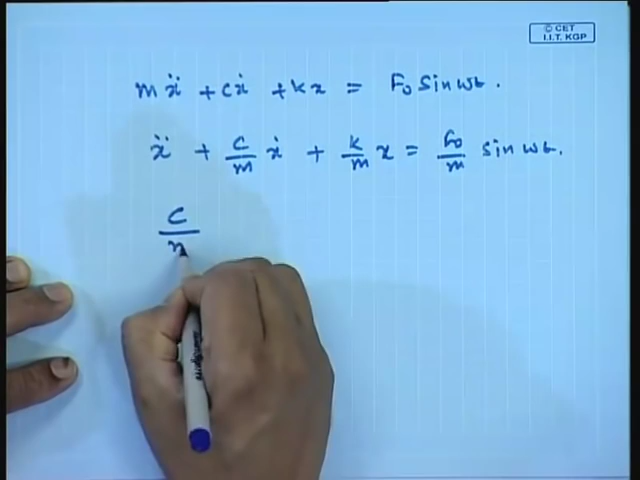 © CET
I.I.T. KGP
mẍ + cẋ + kx = F₀ sin ωt.
ẍ + c/m ẋ + k/m x = F₀/m sin ωt.
c/m